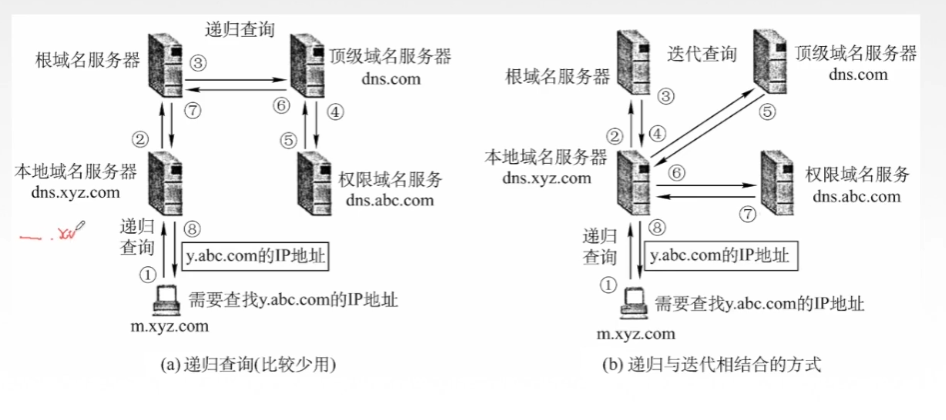 递归查询
根域名服务器
③
顶级域名服务器
dns.com
⑥
④
②
⑦
⑤
本地域名服务器
dns.xyz.com
权限域名服务
dns.abc.com
递归
查询
⑧
y.abc.com的IP地址
①
需要查找y.abc.com的IP地址
m.xyz.com
(a) 递归查询(比较少用)
迭代查询
根域名服务器
顶级域名服务器
dns.com
③
②
④
⑤
本地域名服务器
dns.xyz.com
⑥
权限域名服务
dns.abc.com
⑦
递归
查询
⑧
y.abc.com的IP地址
①
需要查找y.abc.com的IP地址
m.xyz.com
(b) 递归与迭代相结合的方式